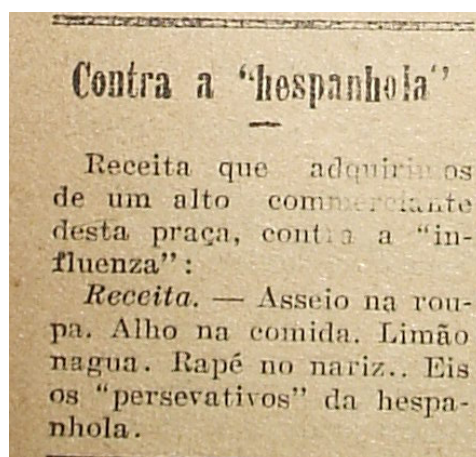 Contra a “hespanhola”
Receita que adquirimos
de um alto commerciante
desta praça, contra a “in-
fluenza”:
Receita. — Asseio na rou-
pa. Alho na comida. Limão
nagua. Rapé no nariz.. Eis
os “persevativos” da hespa-
nhola.